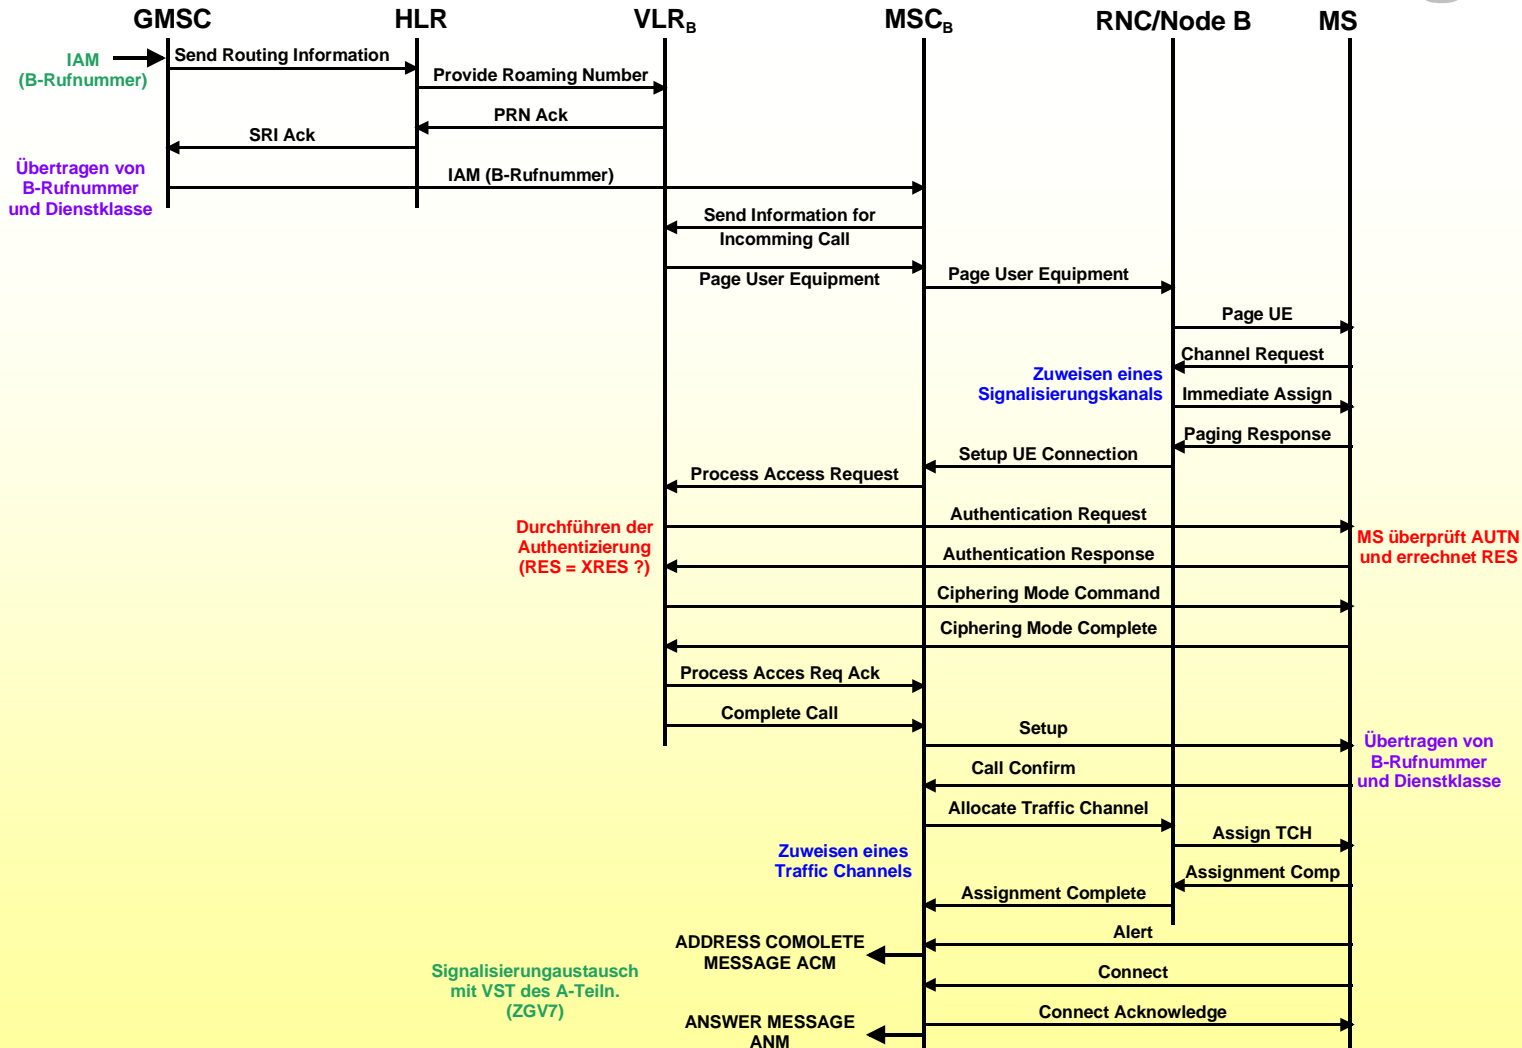 GMSC
HLR
VLRB
MSCB
RNC/Node B
MS
IAM
(B-Rufnummer)
Send Routing Information
Provide Roaming Number
PRN Ack
SRI Ack
Übertragen von
B-Rufnummer
und Dienstklasse
IAM (B-Rufnummer)
Send Information for
Incomming Call
Page User Equipment
Page User Equipment
Page UE
Channel Request
Zuweisen eines
Signalisierungskanals
Immediate Assign
Paging Response
Setup UE Connection
Process Access Request
Durchführen der
Authentizierung
(RES = XRES ?)
Authentication Request
MS überprüft AUTN
und errechnet RES
Authentication Response
Ciphering Mode Command
Ciphering Mode Complete
Process Acces Req Ack
Complete Call
Setup
Übertragen von
B-Rufnummer
und Dienstklasse
Call Confirm
Allocate Traffic Channel
Assign TCH
Zuweisen eines
Traffic Channels
Assignment Comp
Assignment Complete
Alert
ADDRESS COMOLETE
MESSAGE ACM
Connect
Signalisierungaustausch
mit VST des A-Teiln.
(ZGV7)
Connect Acknowledge
ANSWER MESSAGE
ANM